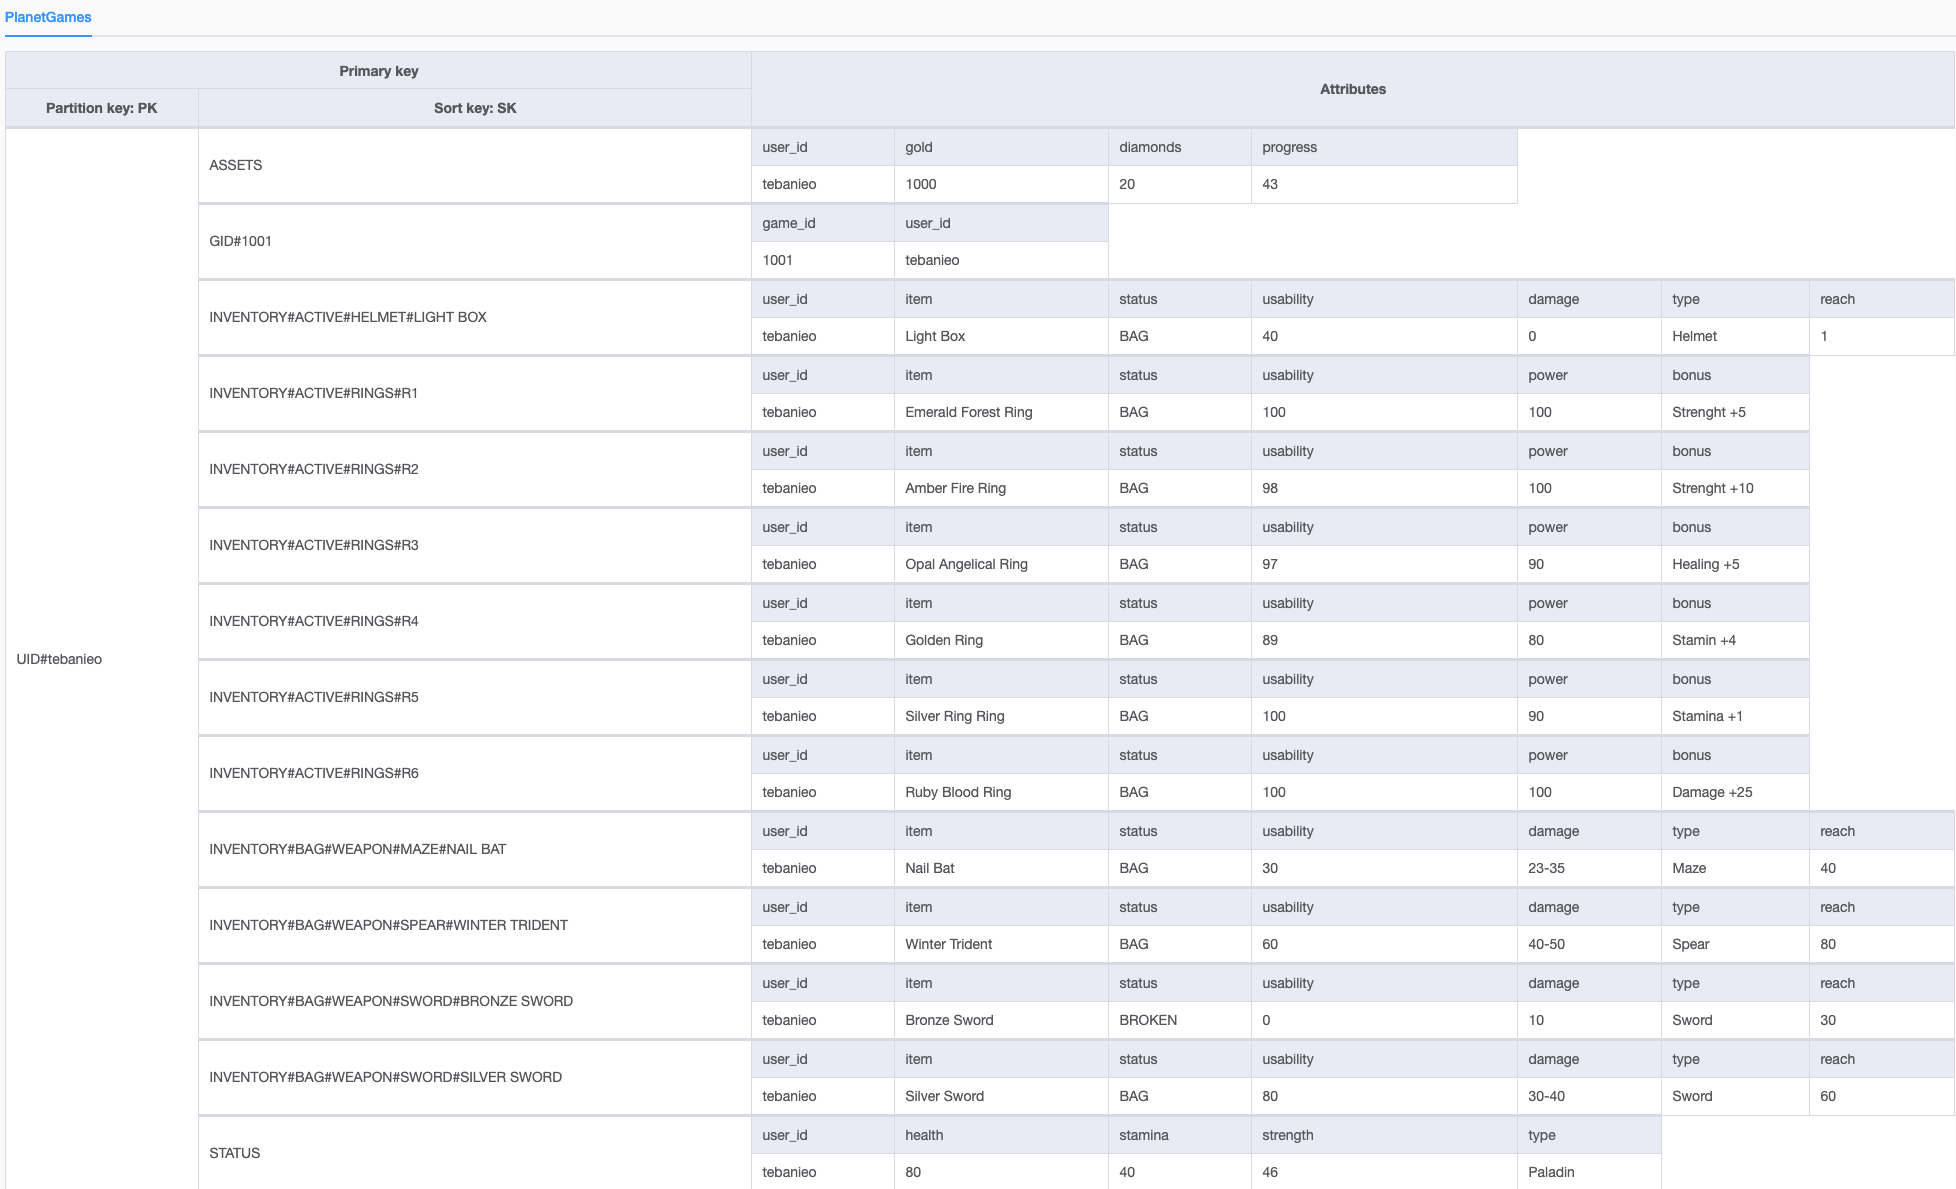 PlanetGames
Primary key
Attributes
Partition key: PK Sort key: SK
UID#tebanieo
ASSETS
user_id gold diamonds progress
tebanieo 1000 20 43
GID#1001
game_id user_id
1001 tebanieo
INVENTORY#ACTIVE#HELMET#LIGHT BOX
user_id item status usability damage type reach
tebanieo Light Box BAG 40 0 Helmet 1
INVENTORY#ACTIVE#RINGS#R1
user_id item status usability power bonus
tebanieo Emerald Forest Ring BAG 100 100 Strenght +5
INVENTORY#ACTIVE#RINGS#R2
user_id item status usability power bonus
tebanieo Amber Fire Ring BAG 98 100 Strenght +10
INVENTORY#ACTIVE#RINGS#R3
user_id item status usability power bonus
tebanieo Opal Angelical Ring BAG 97 90 Healing +5
INVENTORY#ACTIVE#RINGS#R4
user_id item status usability power bonus
tebanieo Golden Ring BAG 89 80 Stamin +4
INVENTORY#ACTIVE#RINGS#R5
user_id item status usability power bonus
tebanieo Silver Ring Ring BAG 100 90 Stamina +1
INVENTORY#ACTIVE#RINGS#R6
user_id item status usability power bonus
tebanieo Ruby Blood Ring BAG 100 100 Damage +25
INVENTORY#BAG#WEAPON#MAZE#NAIL BAT
user_id item status usability damage type reach
tebanieo Nail Bat BAG 30 23-35 Maze 40
INVENTORY#BAG#WEAPON#SPEAR#WINTER TRIDENT
user_id item status usability damage type reach
tebanieo Winter Trident BAG 60 40-50 Spear 80
INVENTORY#BAG#WEAPON#SWORD#BRONZE SWORD
user_id item status usability damage type reach
tebanieo Bronze Sword BROKEN 0 10 Sword 30
INVENTORY#BAG#WEAPON#SWORD#SILVER SWORD
user_id item status usability damage type reach
tebanieo Silver Sword BAG 80 30-40 Sword 60
STATUS
user_id health stamina strength type
tebanieo 80 40 46 Paladin